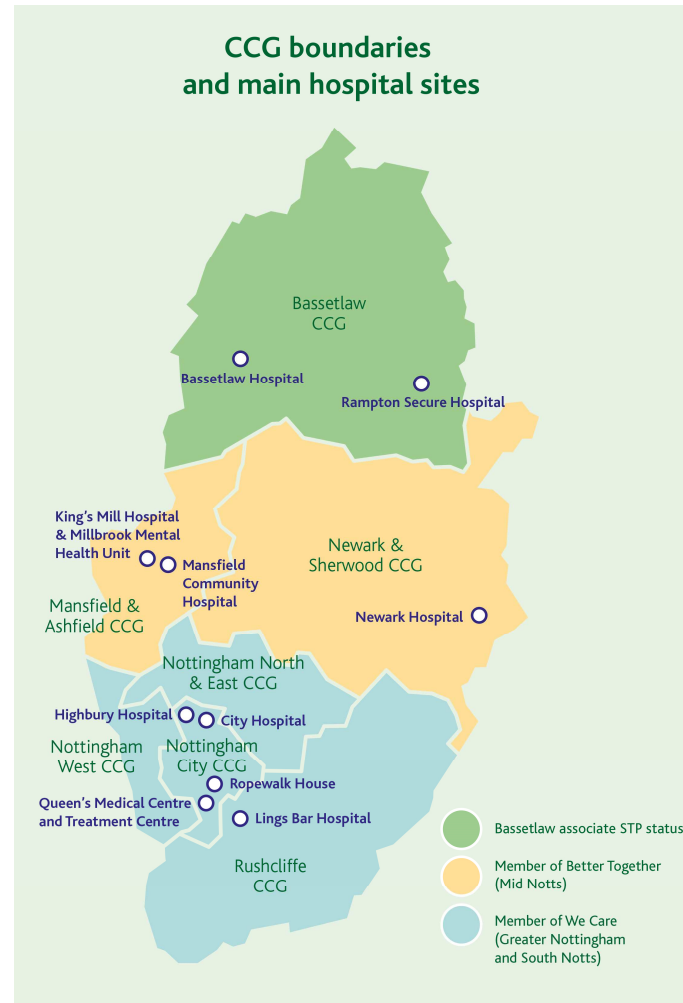 CCG boundaries
and main hospital sites
Bassetlaw
CCG
Bassetlaw Hospital
Rampton Secure Hospital
King's Mill Hospital
& Millbrook Mental
Health Unit
Mansfield
Community
Hospital
Newark &
Sherwood CCG
Mansfield &
Ashfield CCG
Newark Hospital
Nottingham North
& East CCG
Highbury Hospital
City Hospital
Nottingham
West CCG
Nottingham
City CCG
Ropewalk House
Queen's Medical Centre
and Treatment Centre
Lings Bar Hospital
Rushcliffe
CCG
Bassetlaw associate STP status
Member of Better Together
(Mid Notts)
Member of We Care
(Greater Nottingham
and South Notts)